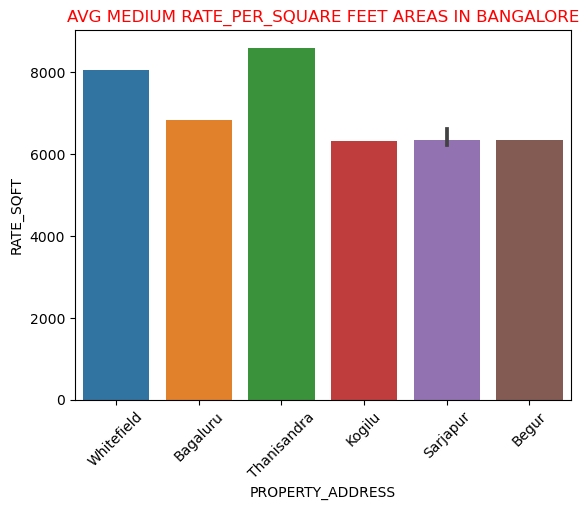 AVG MEDIUM RATE_PER_SQUARE FEET AREAS IN BANGALORE
8000
6000
4000
2000
0
RATE_SQFT
Whitefield
Bagaluru
Thanisandra
Kogilu
Sarjapur
Begur
PROPERTY_ADDRESS